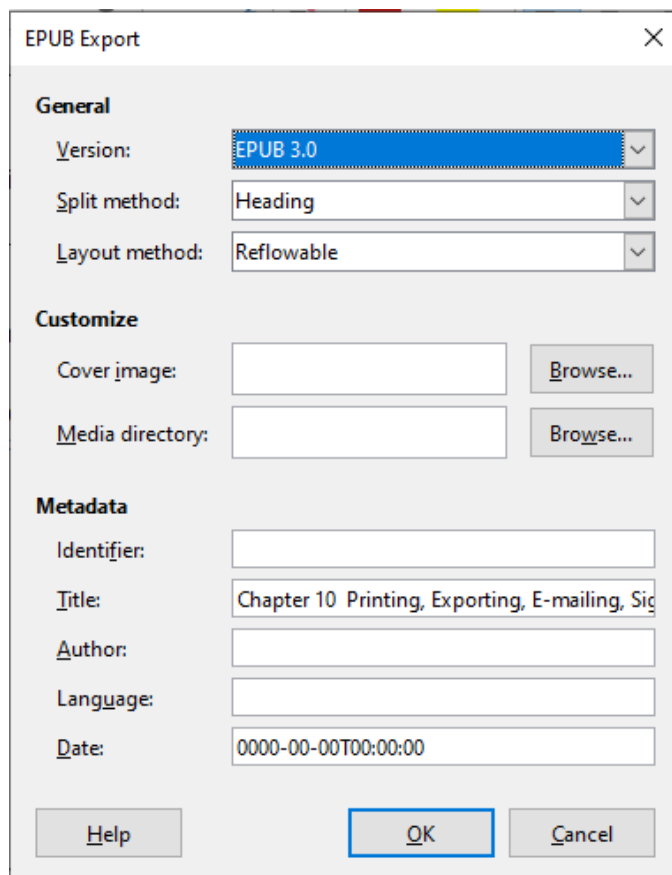 EPUB Export
General
Version: EPUB 3.0
Split method: Heading
Layout method: Reflowable
Customize
Cover image: Browse...
Media directory: Browse...
Metadata
Identifier:
Title: Chapter 10  Printing, Exporting, E-mailing, Sig
Author:
Language:
Date: 0000-00-00T00:00:00
Help OK Cancel